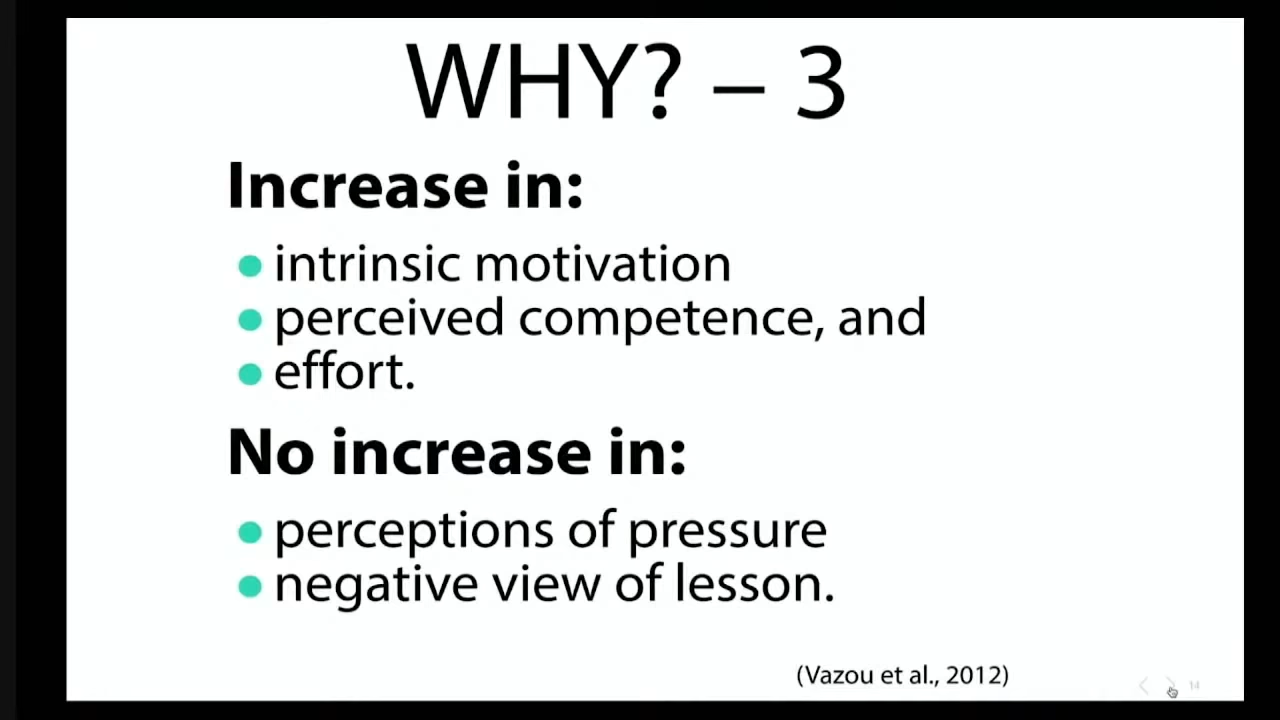 WHY? – 3
Increase in:
intrinsic motivation
perceived competence, and
effort.
No increase in:
perceptions of pressure
negative view of lesson.
(Vazou et al., 2012)
14